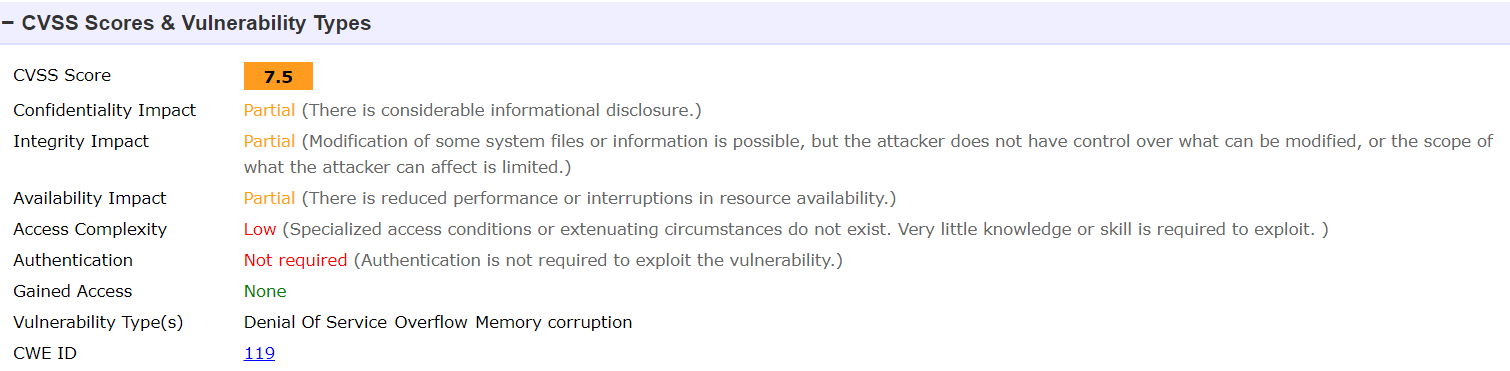 − CVSS Scores & Vulnerability Types
CVSS Score 7.5
Confidentiality Impact Partial (There is considerable informational disclosure.)
Integrity Impact Partial (Modification of some system files or information is possible, but the attacker does not have control over what can be modified, or the scope of
what the attacker can affect is limited.)
Availability Impact Partial (There is reduced performance or interruptions in resource availability.)
Access Complexity Low (Specialized access conditions or extenuating circumstances do not exist. Very little knowledge or skill is required to exploit. )
Authentication Not required (Authentication is not required to exploit the vulnerability.)
Gained Access None
Vulnerability Type(s) Denial Of Service Overflow Memory corruption
CWE ID 119